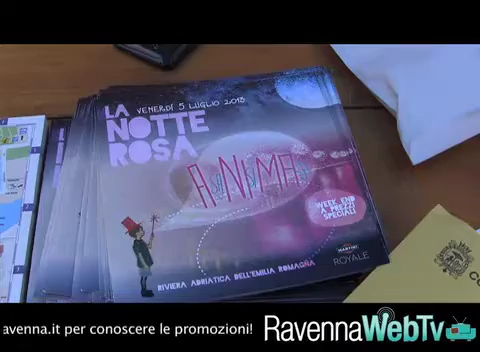 LA
VENERDÌ 5 LUGLIO 2013
NOTTE
ROSA
ANIMA
WEEK END
A PREZZI
SPECIALI
MARTINI
ROYALE
RIVIERA ADRIATICA DELL'EMILIA ROMAGNA
CO
avenna.it per conoscere le promozioni!
RavennaWebTv